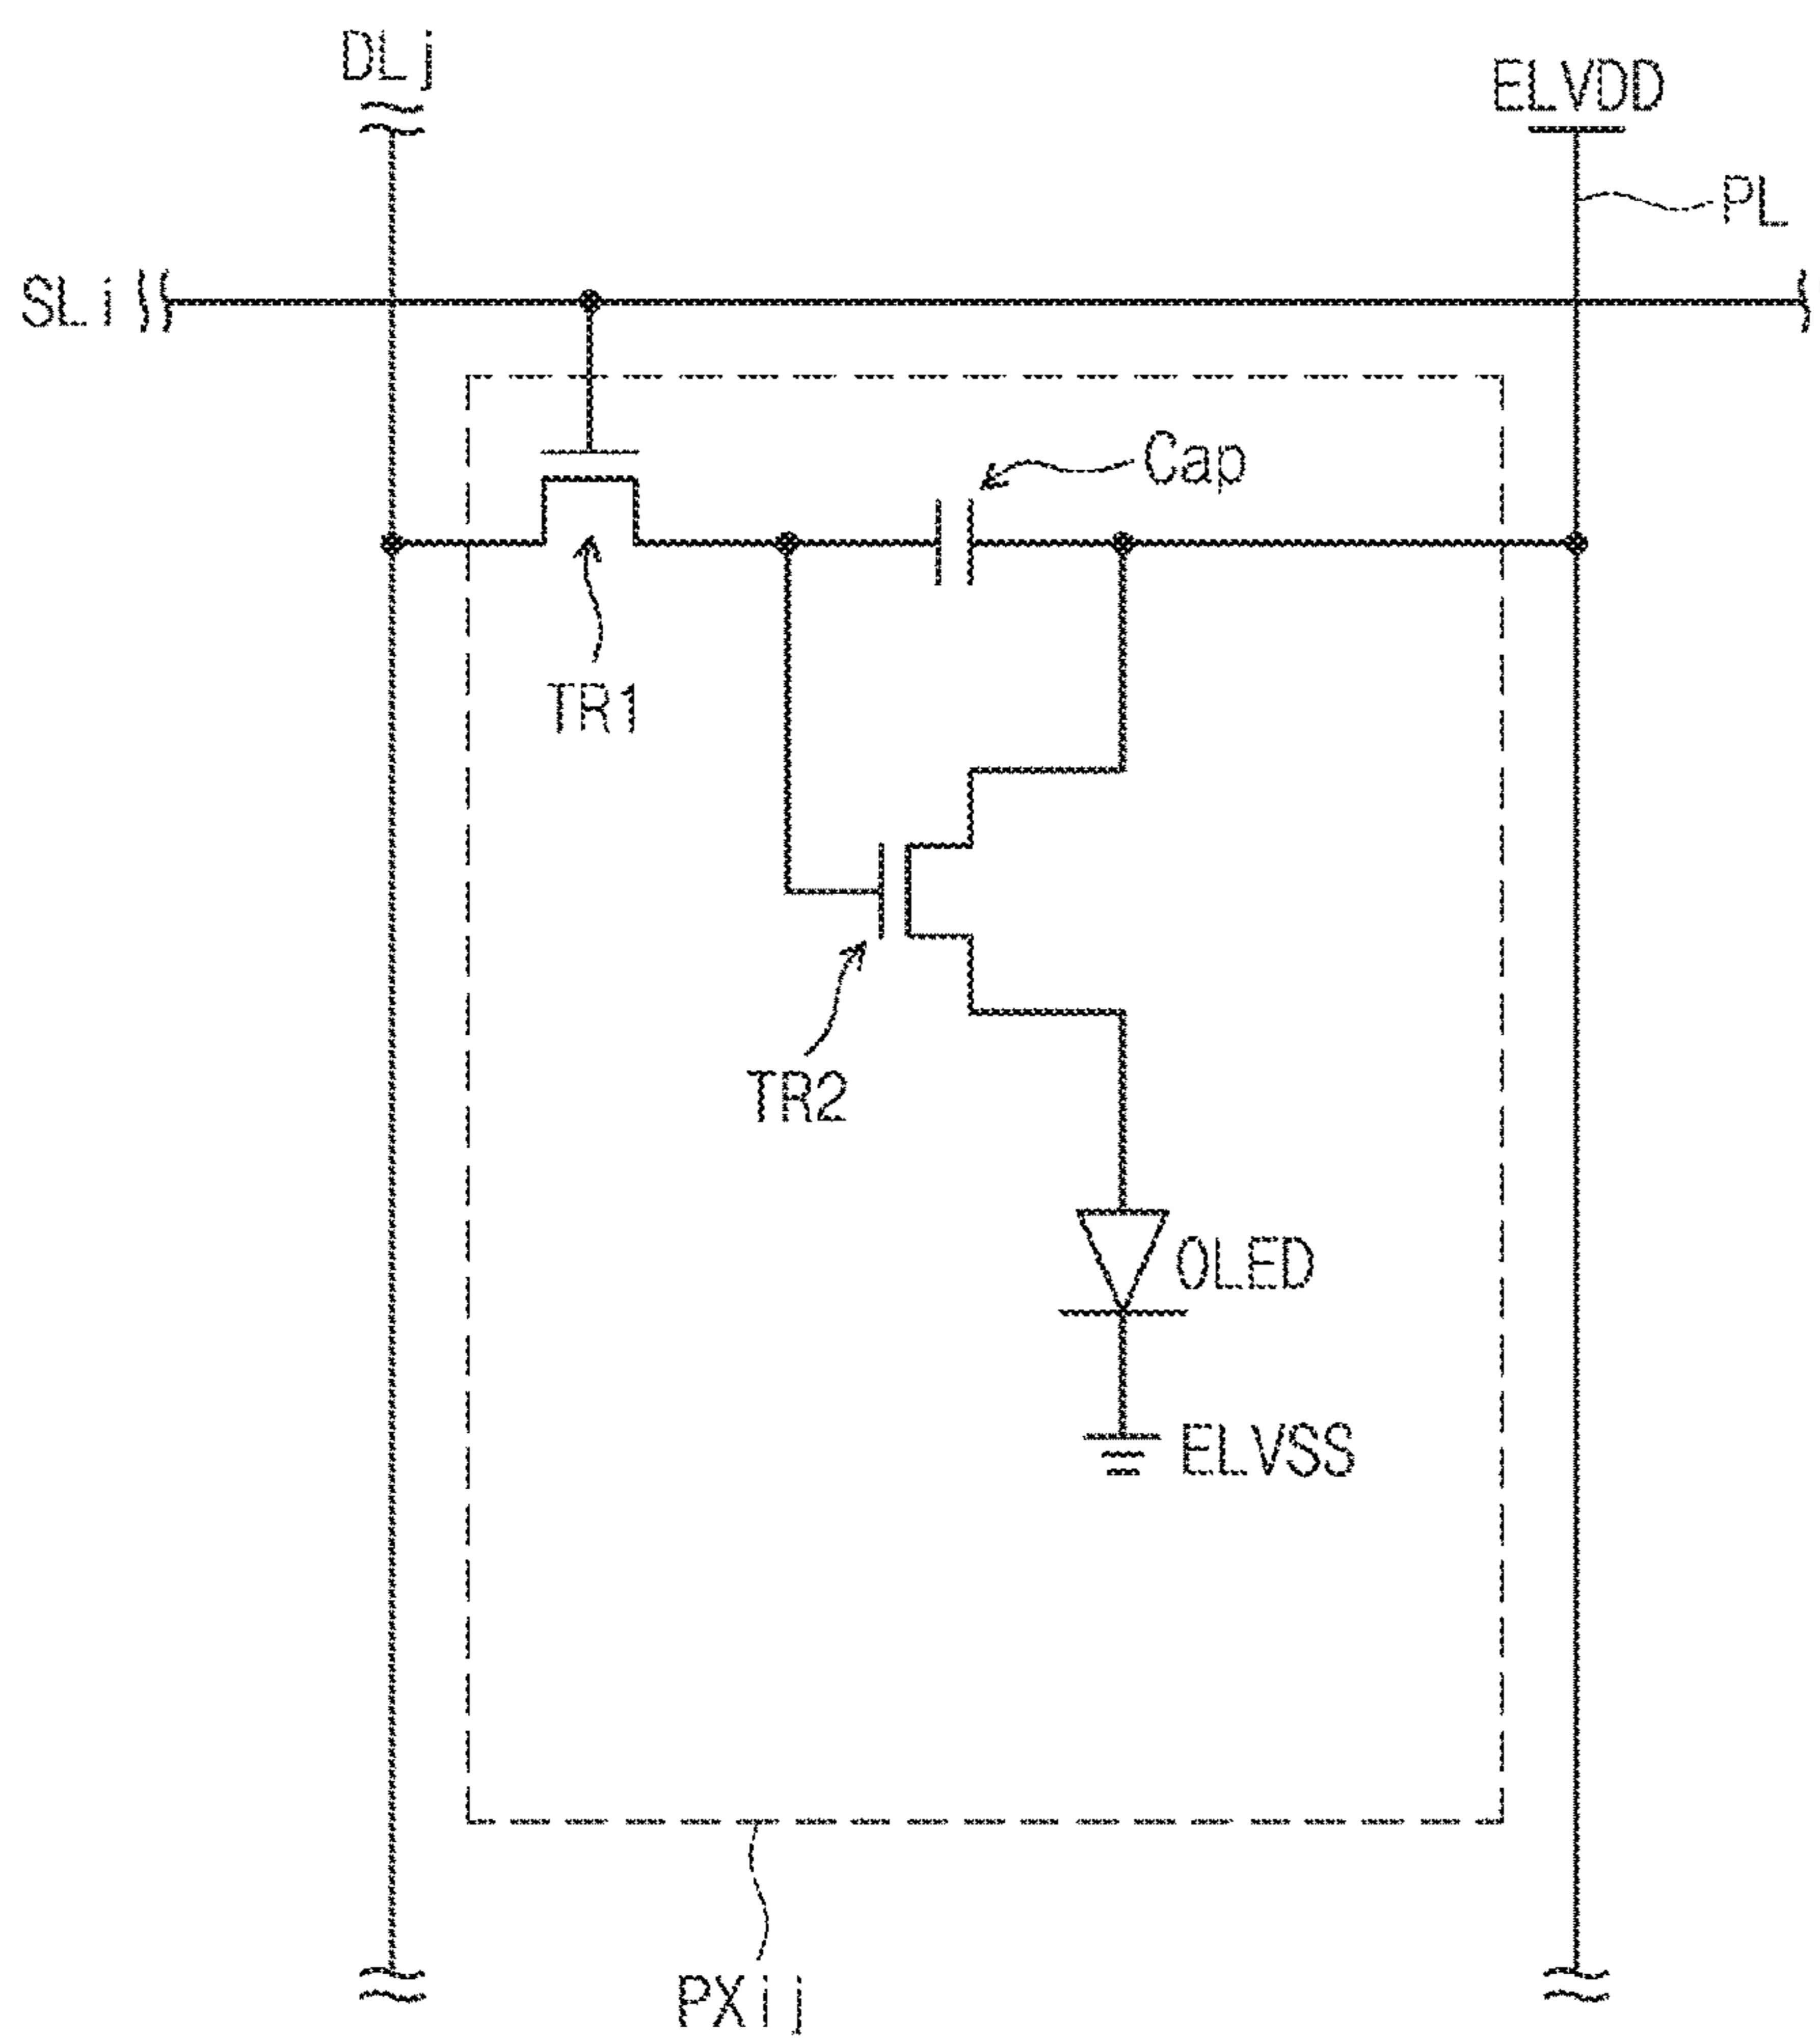 DLj
ELVDD
PL
SLi
Cap
TR1
TR2
OLED
ELVSS
PXij